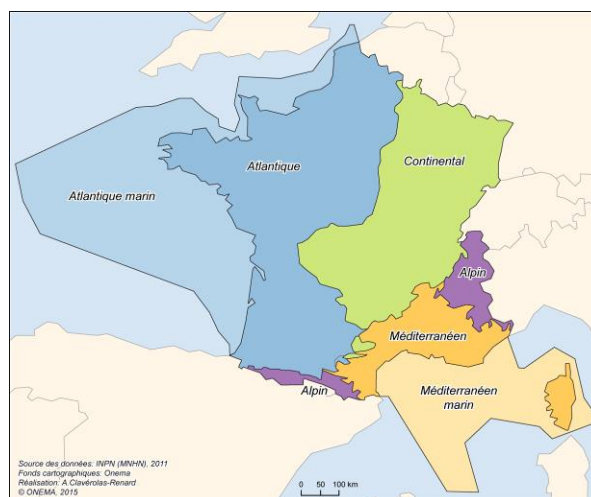 Atlantique
Continental
Atlantique marin
Alpin
Méditerranéen
Alpin
Méditerranéen
marin
Source des données: INPN (MNHN), 2011
Fonds cartographiques: Onema
Réalisation: A.Clavérolas-Renard
© ONEMA, 2015
0 50 100 km